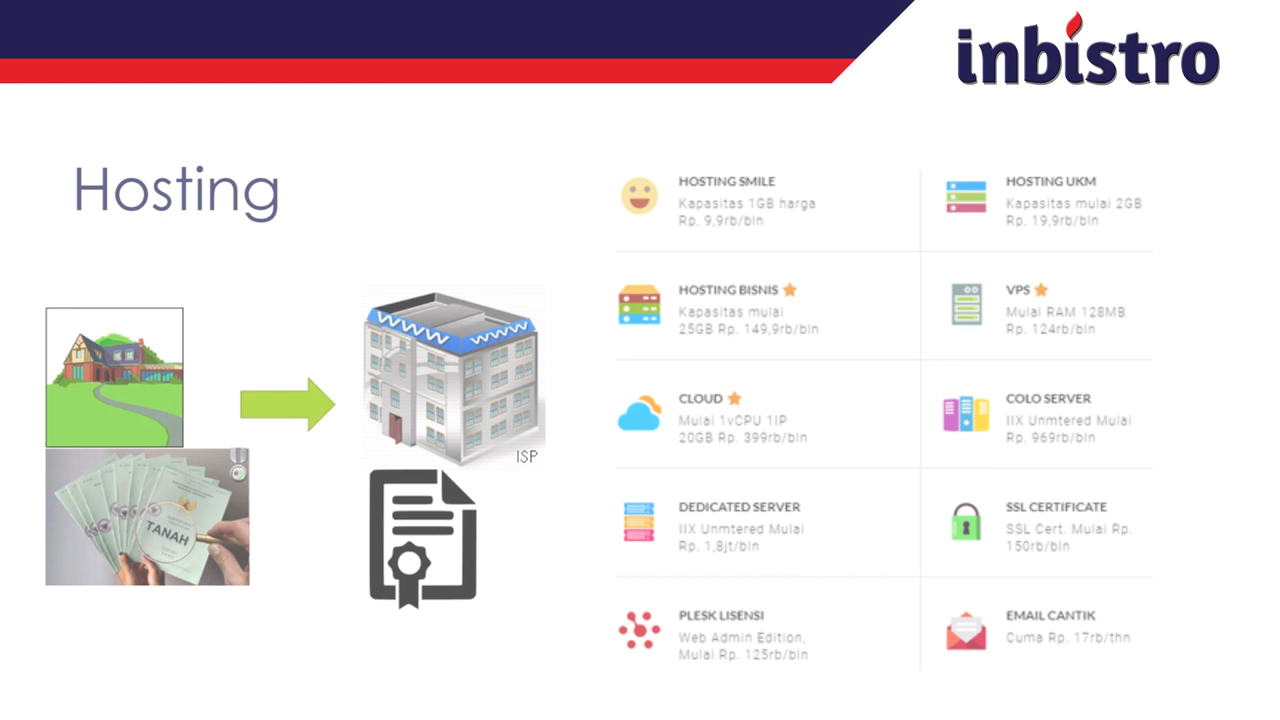 inbistro
Hosting
WWWW WWWW
ISP
TANAH
HOSTING SMILE
Kapasitas 1GB harga
Rp. 9,9rb/bln
HOSTING UKM
Kapasitas mulai 2GB
Rp. 19,9rb/bln
HOSTING BISNIS
Kapasitas mulai
25GB Rp. 149,9rb/bln
VPS
Mulai RAM 128MB
Rp. 124rb/bln
CLOUD
Mulai 1vCPU 1IP
20GB Rp. 399rb/bln
COLO SERVER
IIX Unmtered Mulai
Rp. 969rb/bln
DEDICATED SERVER
IIX Unmtered Mulai
Rp. 1,8jt/bln
SSL CERTIFICATE
SSL Cert. Mulai Rp.
150rb/bln
PLESK LISENSI
Web Admin Edition,
Mulai Rp. 125rb/bln
EMAIL CANTIK
Cuma Rp. 17rb/thn